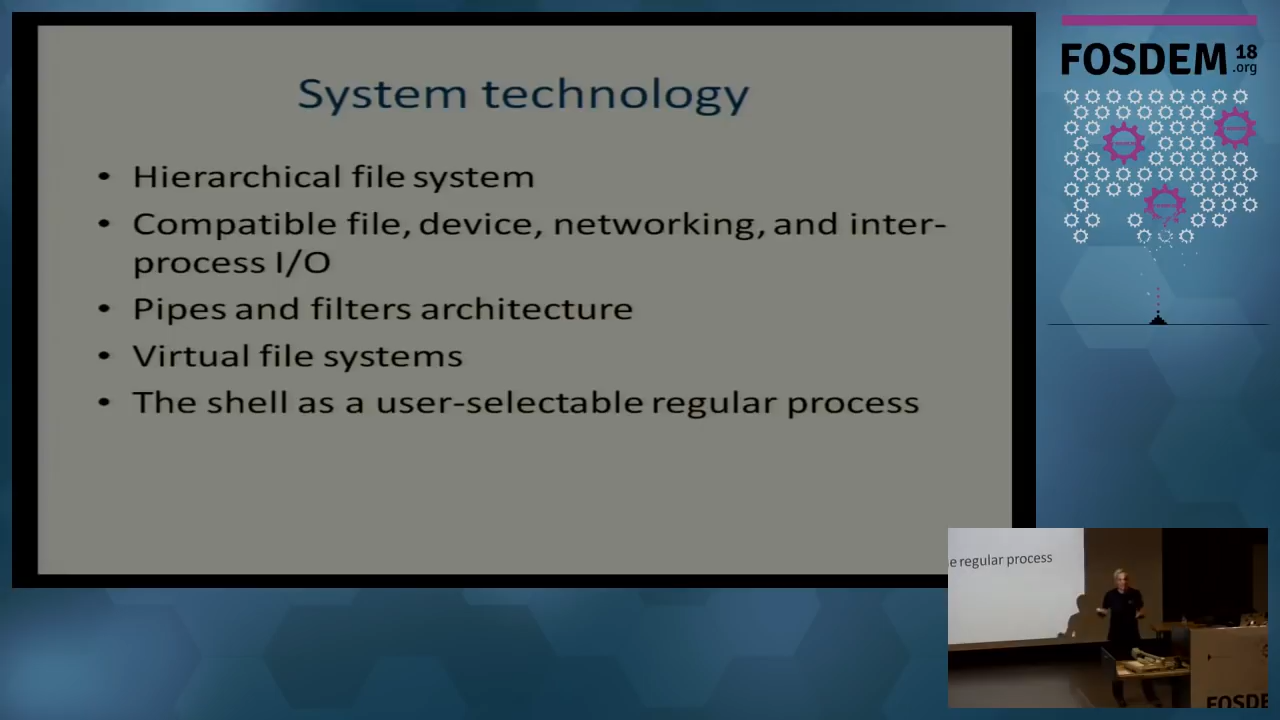 System technology
• Hierarchical file system
• Compatible file, device, networking, and inter-
process I/O
• Pipes and filters architecture
• Virtual file systems
• The shell as a user-selectable regular process
FOSDEM 18
.org
e regular process
FOSDE